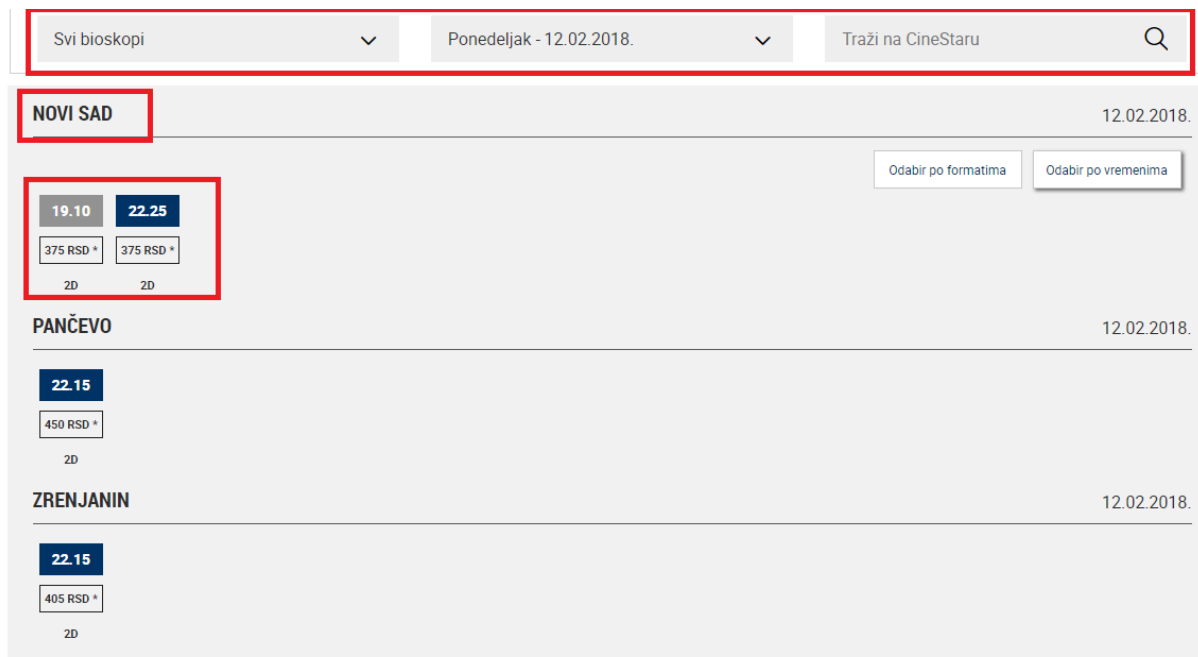 Svi bioskopi Ponedeljak - 12.02.2018. Traži na CineStaru
NOVI SAD 12.02.2018.
Odabir po formatima Odabir po vremenima
19.10 22.25
375 RSD * 375 RSD *
2D 2D
PANČEVO 12.02.2018.
22.15
450 RSD *
2D
ZRENJANIN 12.02.2018.
22.15
405 RSD *
2D